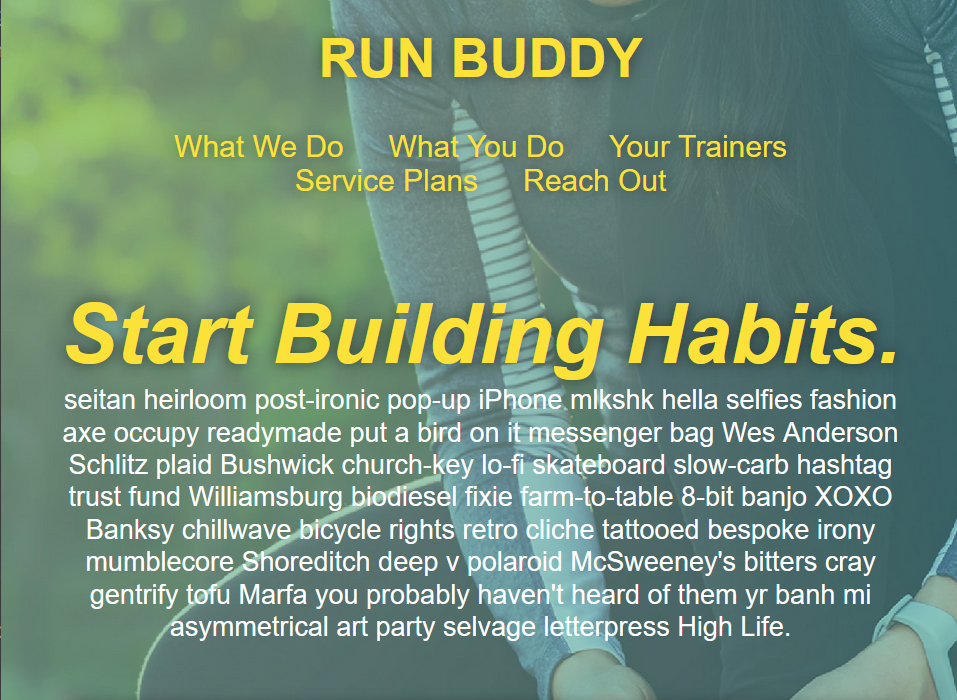 RUN BUDDY
What We Do What You Do Your Trainers
Service Plans Reach Out
Start Building Habits.
seitan heirloom post-ironic pop-up iPhone mlkshk hella selfies fashion
axe occupy readymade put a bird on it messenger bag Wes Anderson
Schlitz plaid Bushwick church-key lo-fi skateboard slow-carb hashtag
trust fund Williamsburg biodiesel fixie farm-to-table 8-bit banjo XOXO
Banksy chillwave bicycle rights retro cliche tattooed bespoke irony
mumblecore Shoreditch deep v polaroid McSweeney's bitters cray
gentrify tofu Marfa you probably haven't heard of them yr banh mi
asymmetrical art party selvage letterpress High Life.